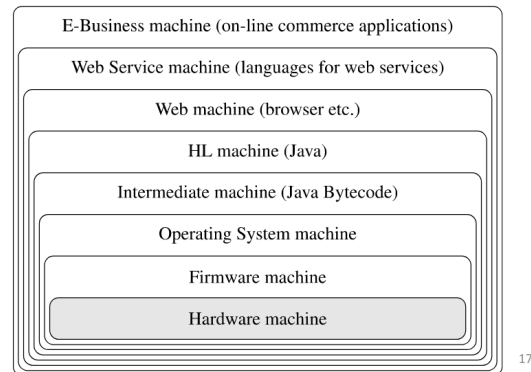 E-Business machine (on-line commerce applications)
Web Service machine (languages for web services)
Web machine (browser etc.)
HL machine (Java)
Intermediate machine (Java Bytecode)
Operating System machine
Firmware machine
Hardware machine
17